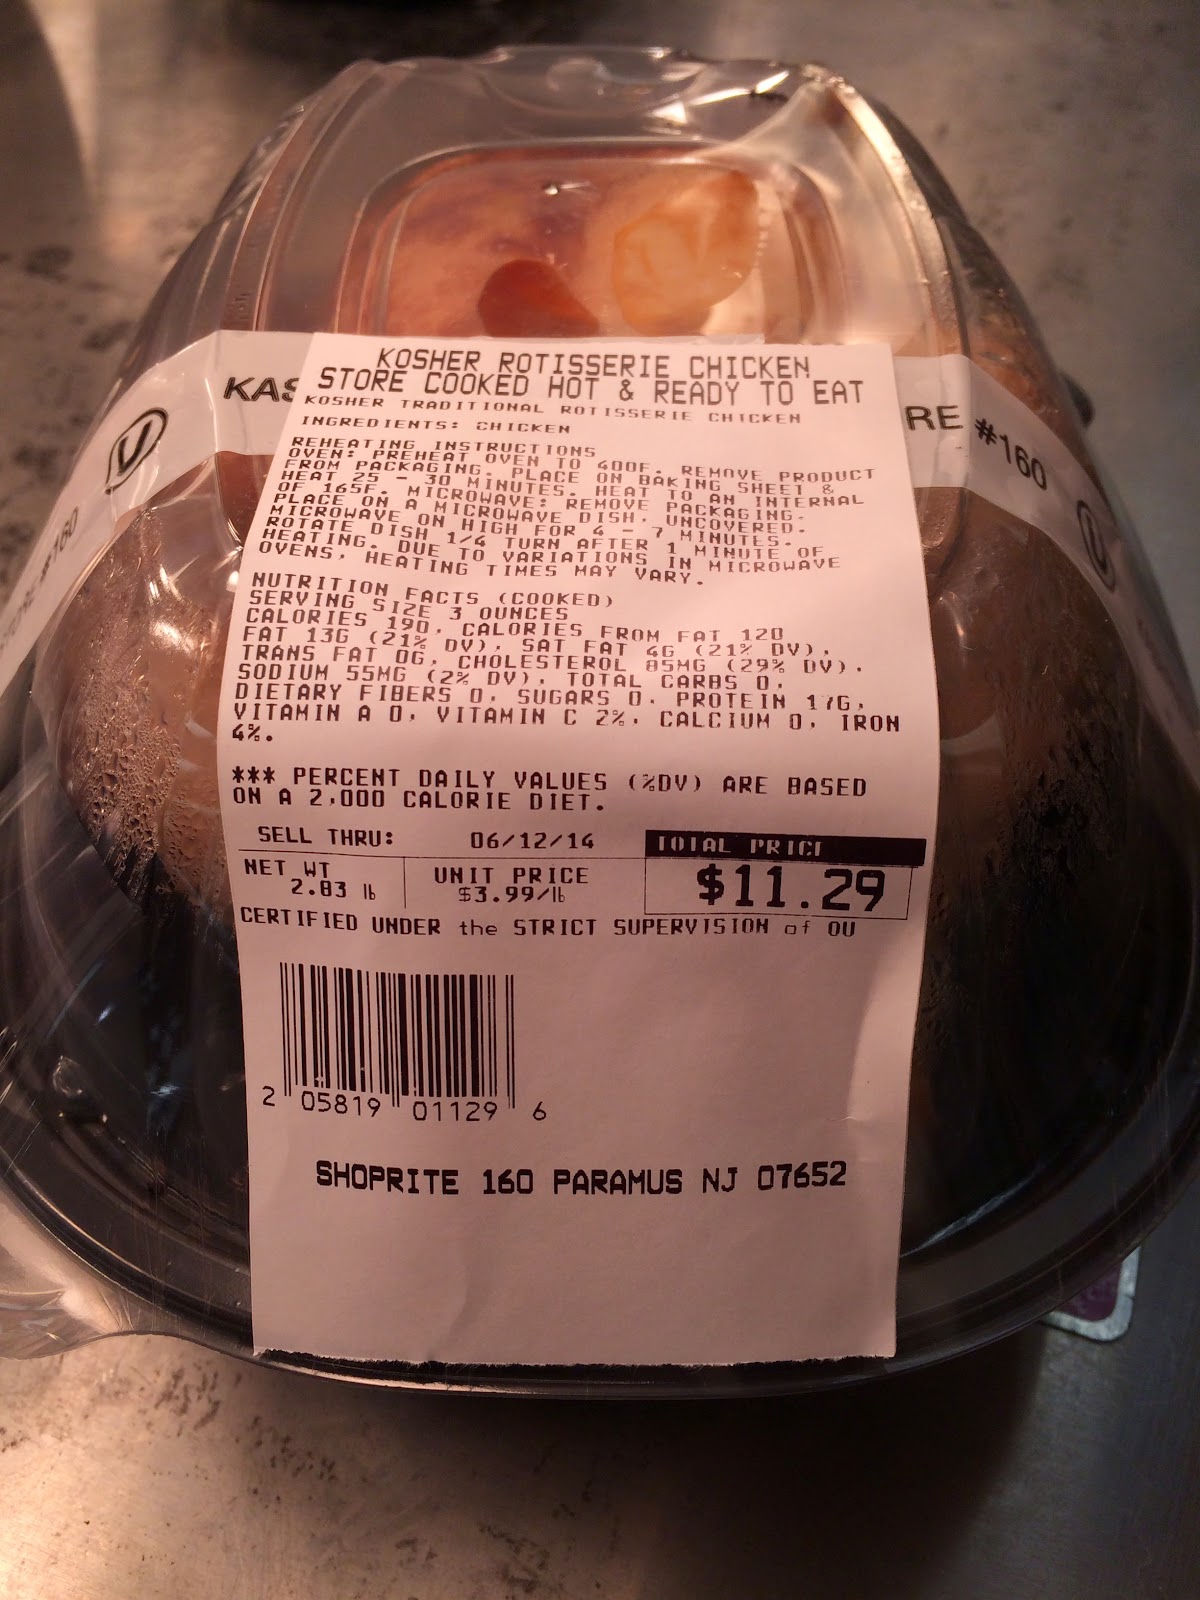 KOSHER ROTISSERIE CHICKEN
STORE COOKED HOT & READY TO EAT
KOSHER TRADITIONAL ROTISSERIE CHICKEN
INGREDIENTS: CHICKEN
REHEATING INSTRUCTIONS
OVEN: PREHEAT OVEN TO 400F. REMOVE PRODUCT
FROM PACKAGING. PLACE ON BAKING SHEET &
HEAT 25 - 30 MINUTES. HEAT TO AN INTERNAL
OF 165F. MICROWAVE: REMOVE PACKAGING.
PLACE ON A MICROWAVE DISH, UNCOVERED.
MICROWAVE ON HIGH FOR 4 - 7 MINUTES.
ROTATE DISH 1/4 TURN AFTER 1 MINUTE OF
HEATING. DUE TO VARIATIONS IN MICROWAVE
OVENS, HEATING TIMES MAY VARY.
NUTRITION FACTS (COOKED)
SERVING SIZE 3 OUNCES
CALORIES 190, CALORIES FROM FAT 120
FAT 13G (21% DV), SAT FAT 4G (21% DV),
TRANS FAT 0G, CHOLESTEROL 85MG (29% DV),
SODIUM 55MG (2% DV), TOTAL CARBS 0,
DIETARY FIBERS 0, SUGARS 0, PROTEIN 17G,
VITAMIN A 0, VITAMIN C 2%, CALCIUM 0, IRON
4%.
*** PERCENT DAILY VALUES (%DV) ARE BASED
ON A 2,000 CALORIE DIET.
SELL THRU: 06/12/14 TOTAL PRICE
NET WT UNIT PRICE
2.83 lb $3.99/lb $11.29
CERTIFIED UNDER the STRICT SUPERVISION of OU
2 05819 01129 6
SHOPRITE 160 PARAMUS NJ 07652
U KAS
RE #160 U
#160